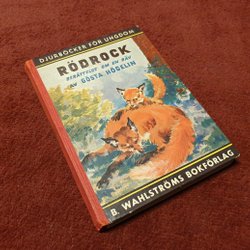 DJURBÖCKER FÖR UNGDOM
RÖDROCK
BERÄTTELSE OM EN RÄV
AV GÖSTA HÖGELIN
B. WAHLSTRÖMS BOKFÖRLAG